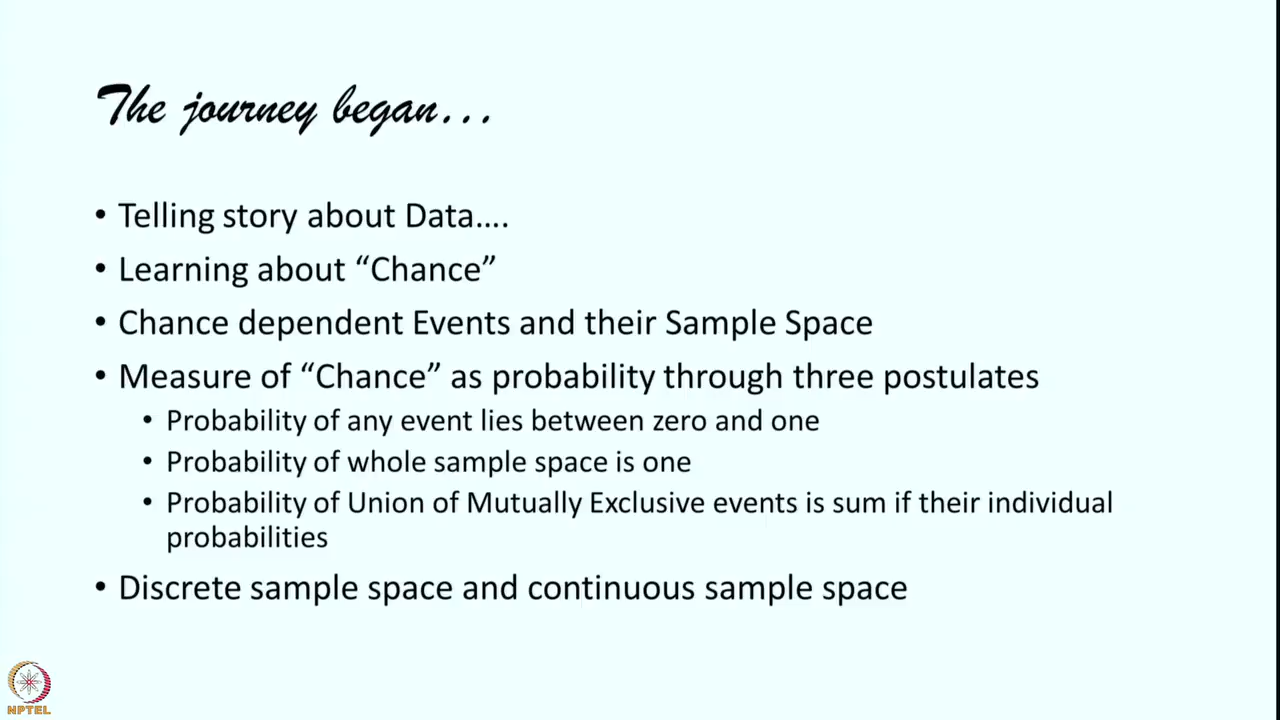 The journey began...
• Telling story about Data....
• Learning about “Chance”
• Chance dependent Events and their Sample Space
• Measure of “Chance” as probability through three postulates
• Probability of any event lies between zero and one
• Probability of whole sample space is one
• Probability of Union of Mutually Exclusive events is sum if their individual
probabilities
• Discrete sample space and continuous sample space
NPTEL